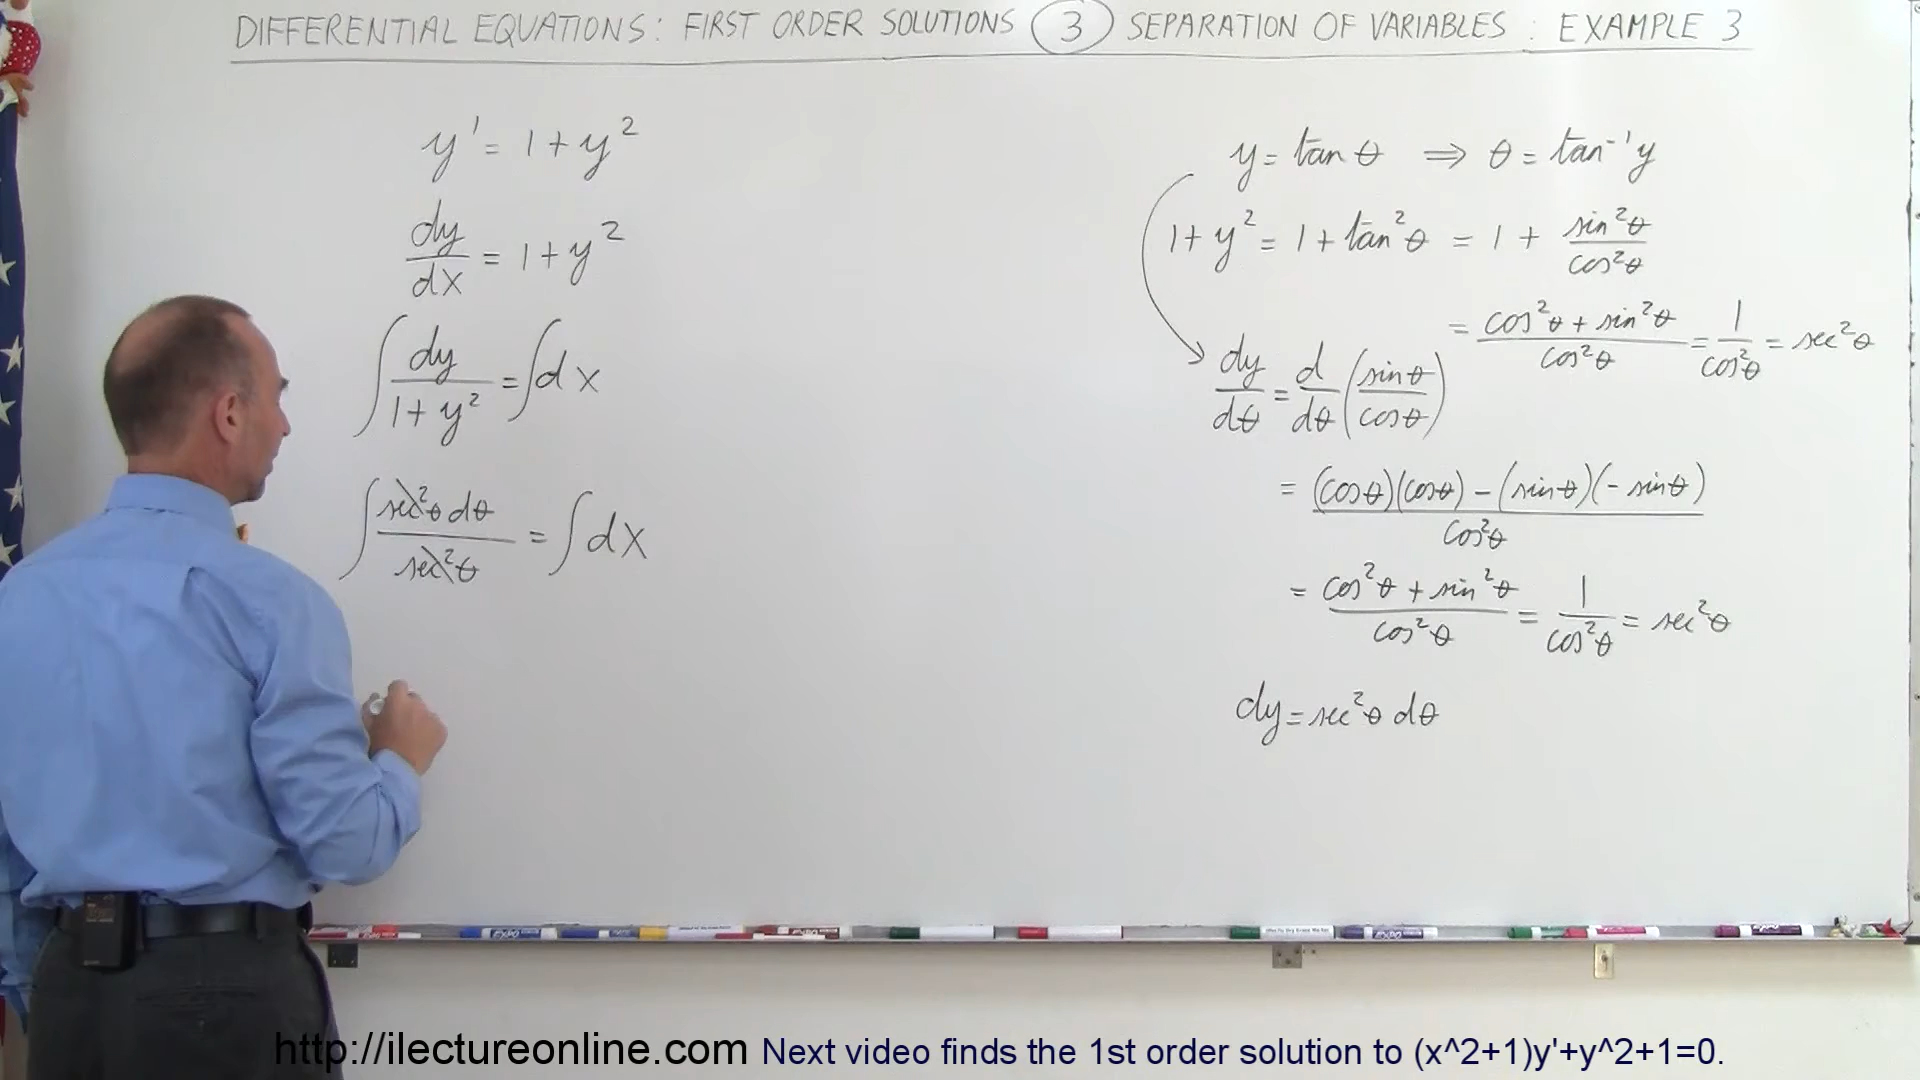 DIFFERENTIAL EQUATIONS: FIRST ORDER SOLUTIONS ③ SEPARATION OF VARIABLES : EXAMPLE 3
y' = 1 + y²
dy/dx = 1 + y²
∫ dy/(1 + y²) = ∫ dx
∫ sec²θ dθ/sec²θ = ∫ dx
y = tan θ ⇒ θ = tan⁻¹y
1 + y² = 1 + tan²θ = 1 + sin²θ/cos²θ
= (cos²θ + sin²θ)/cos²θ = 1/cos²θ = sec²θ
dy/dθ = d/dθ (sinθ/cosθ)
= ((cosθ)(cosθ) − (sinθ)(− sinθ))/cos²θ
= (cos²θ + sin²θ)/cos²θ = 1/cos²θ = sec²θ
dy = sec²θ dθ
http://ilectureonline.com Next video finds the 1st order solution to (x^2+1)y'+y^2+1=0.